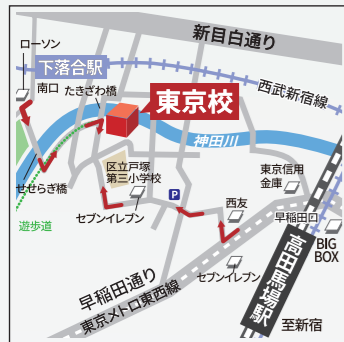 新目白通り
ローソン
下落合駅
西武新宿線
南口
たきざわ橋
東京校
神田川
せせらぎ橋
区立戸塚
第三小学校
東京信用
金庫
P
遊歩道
セブンイレブン
西友
早稲田口
BIG
BOX
高田馬場駅
セブンイレブン
早稲田通り
東京メトロ東西線
至新宿